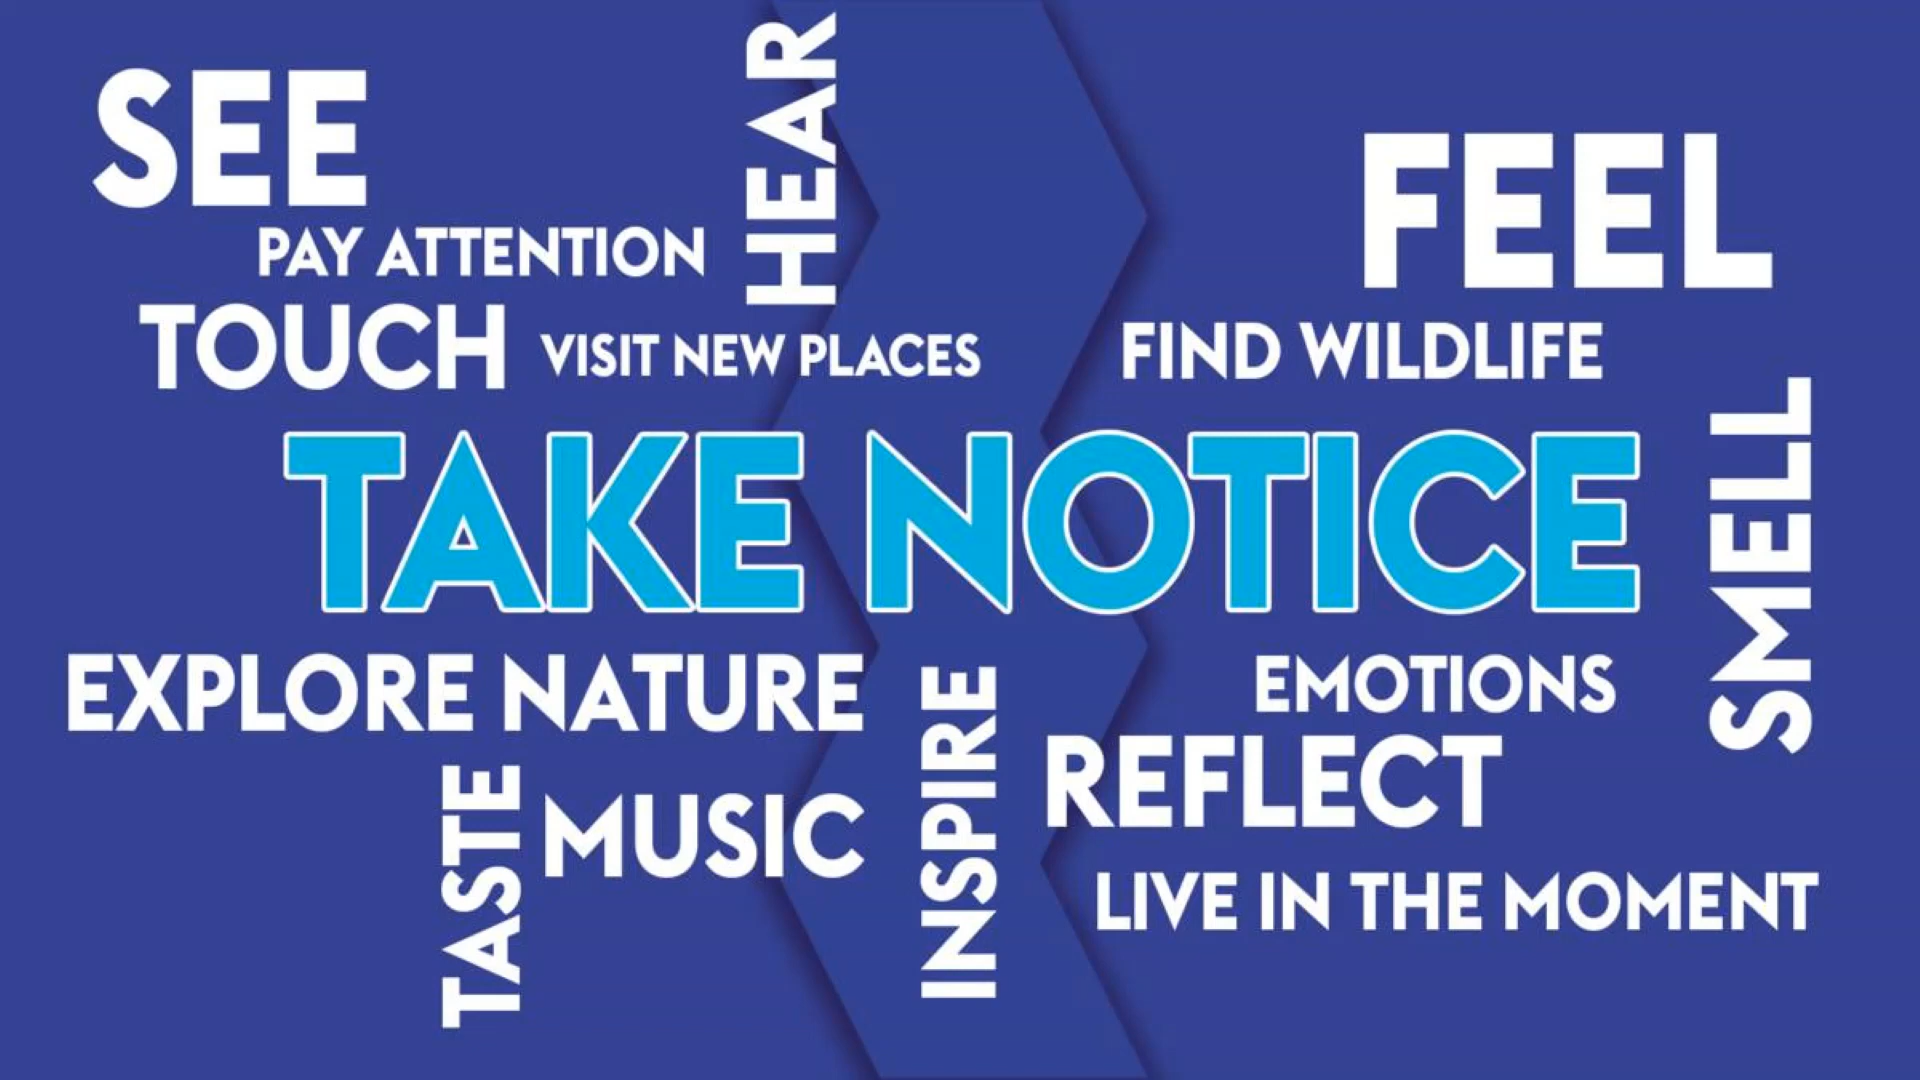 SEE
HEAR
FEEL
PAY ATTENTION
TOUCH
VISIT NEW PLACES
FIND WILDLIFE
TAKE NOTICE
SMELL
EXPLORE NATURE
EMOTIONS
INSPIRE
REFLECT
TASTE
MUSIC
LIVE IN THE MOMENT